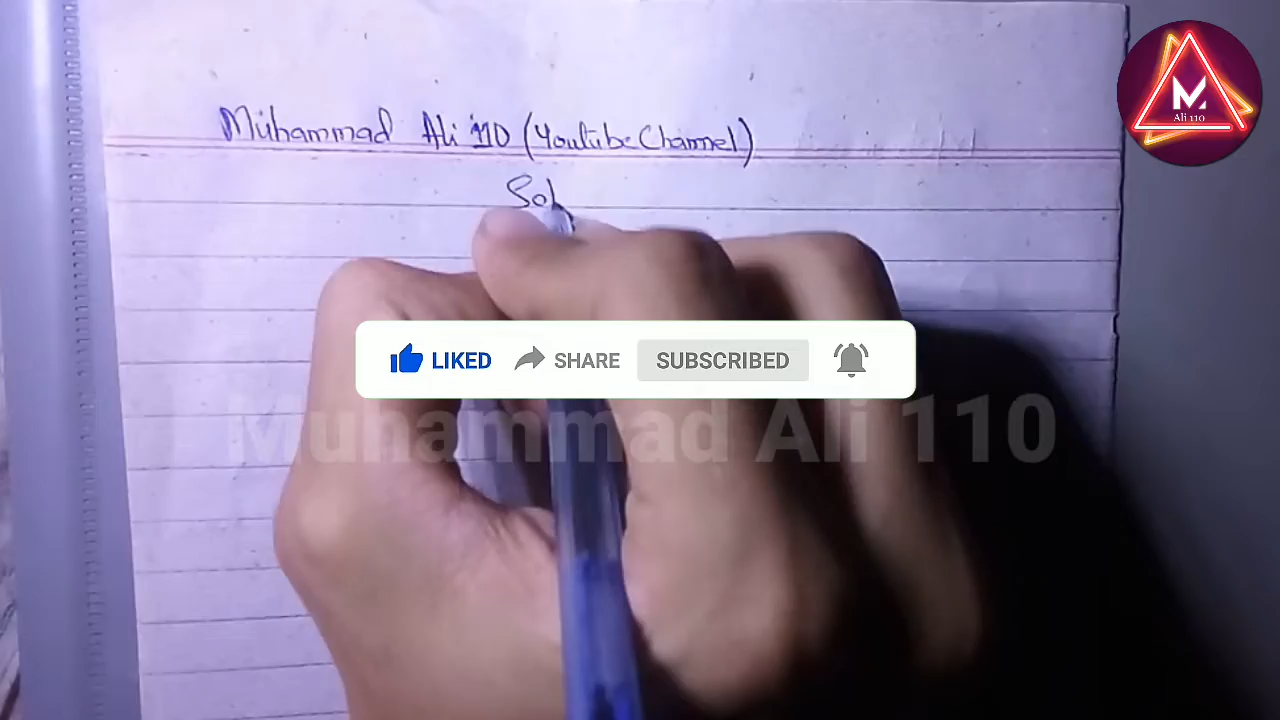 Muhammad Ali 110 (Youtube Channel)
M
Ali 110
Sol
LIKED SHARE SUBSCRIBED
Muhammad Ali 110